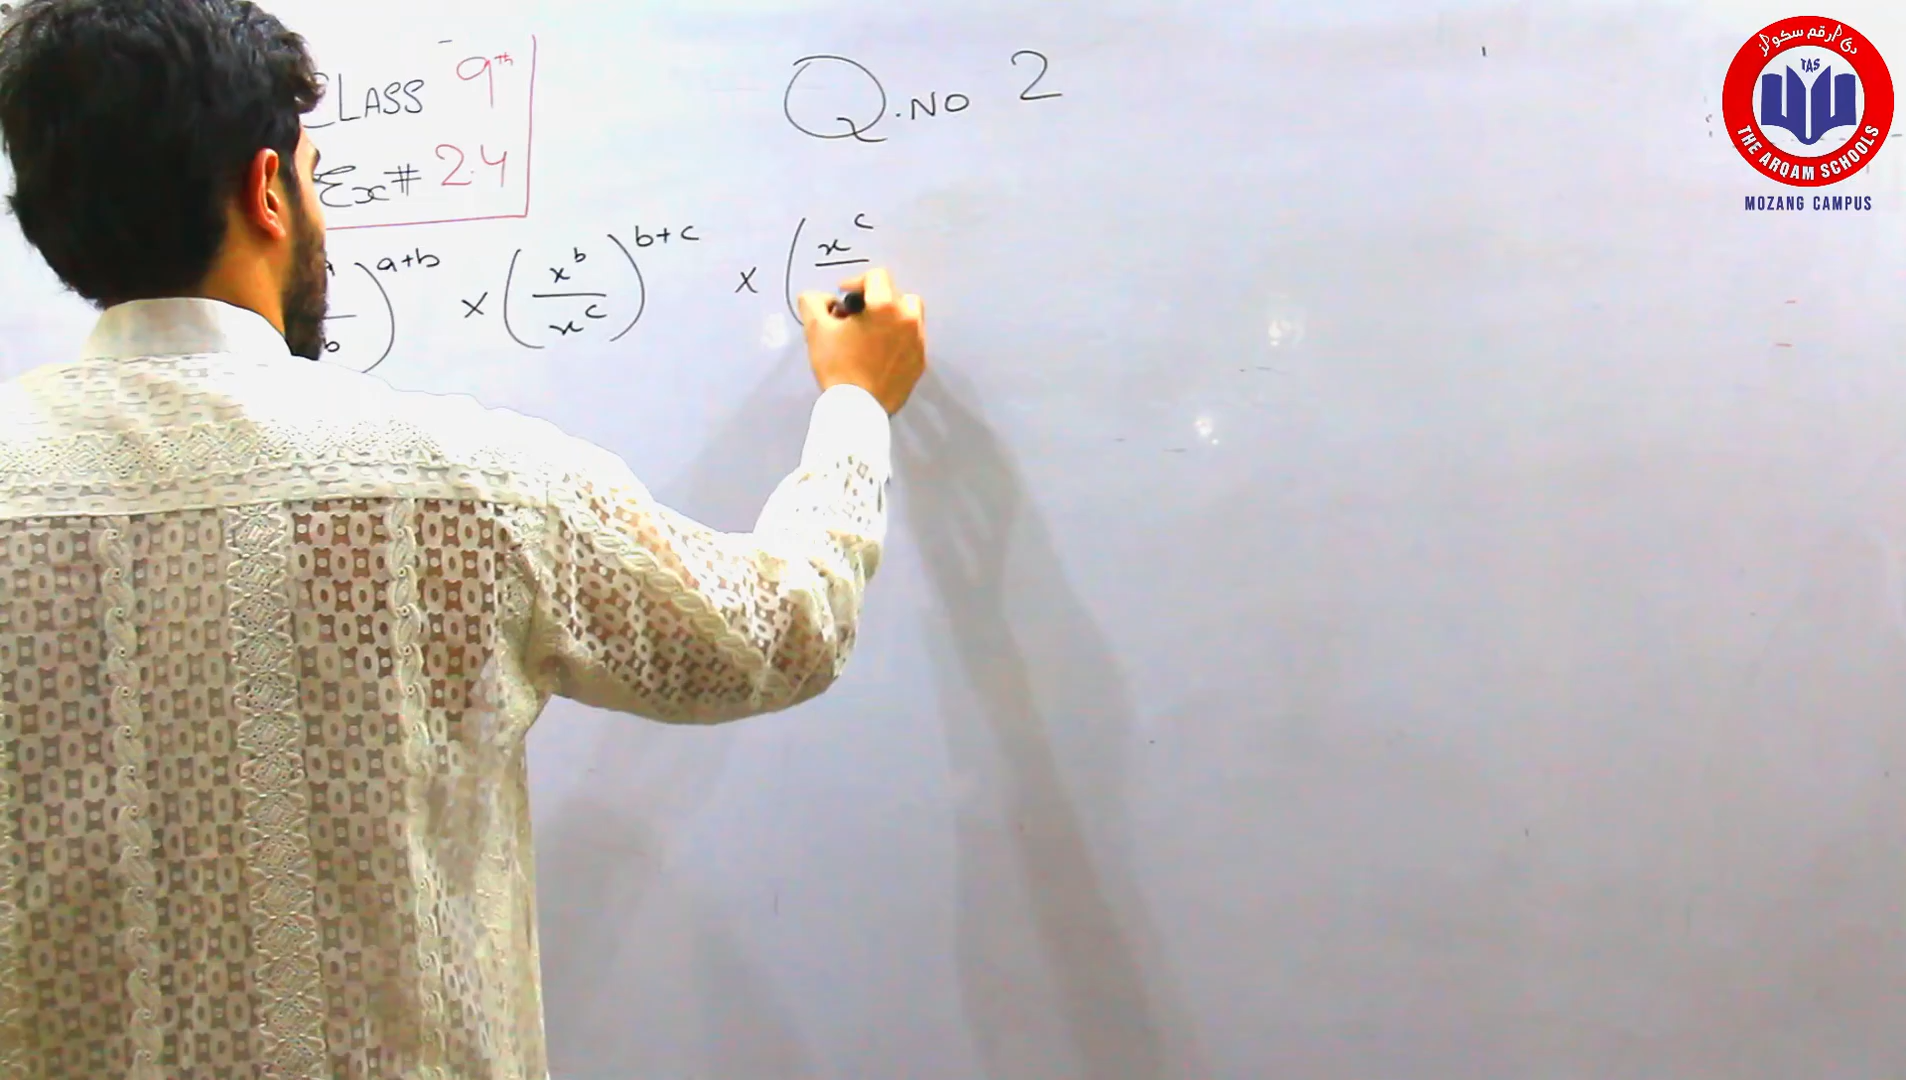 CLASS 9th
Ex# 2.4
Q.NO 2
)^{a+b} × (x^b/x^c)^{b+c} × (x^c/
دی ارقم سکولز
TAS
THE ARQAM SCHOOLS
MOZANG CAMPUS